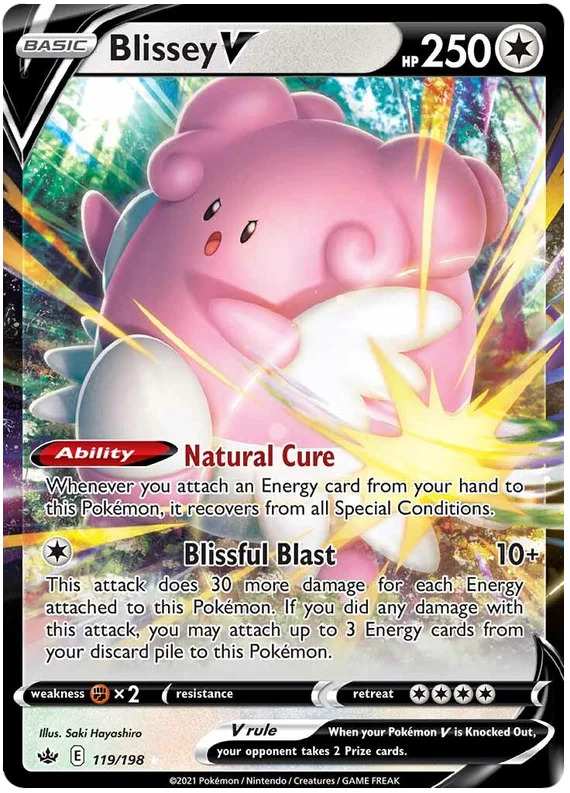 BASIC Blissey V HP 250
Ability Natural Cure
Whenever you attach an Energy card from your hand to
this Pokémon, it recovers from all Special Conditions.
Blissful Blast 10+
This attack does 30 more damage for each Energy
attached to this Pokémon. If you did any damage with
this attack, you may attach up to 3 Energy cards from
your discard pile to this Pokémon.
weakness ×2 resistance retreat
Illus. Saki Hayashiro
E 119/198
V rule When your Pokémon V is Knocked Out,
your opponent takes 2 Prize cards.
©2021 Pokémon / Nintendo / Creatures / GAME FREAK